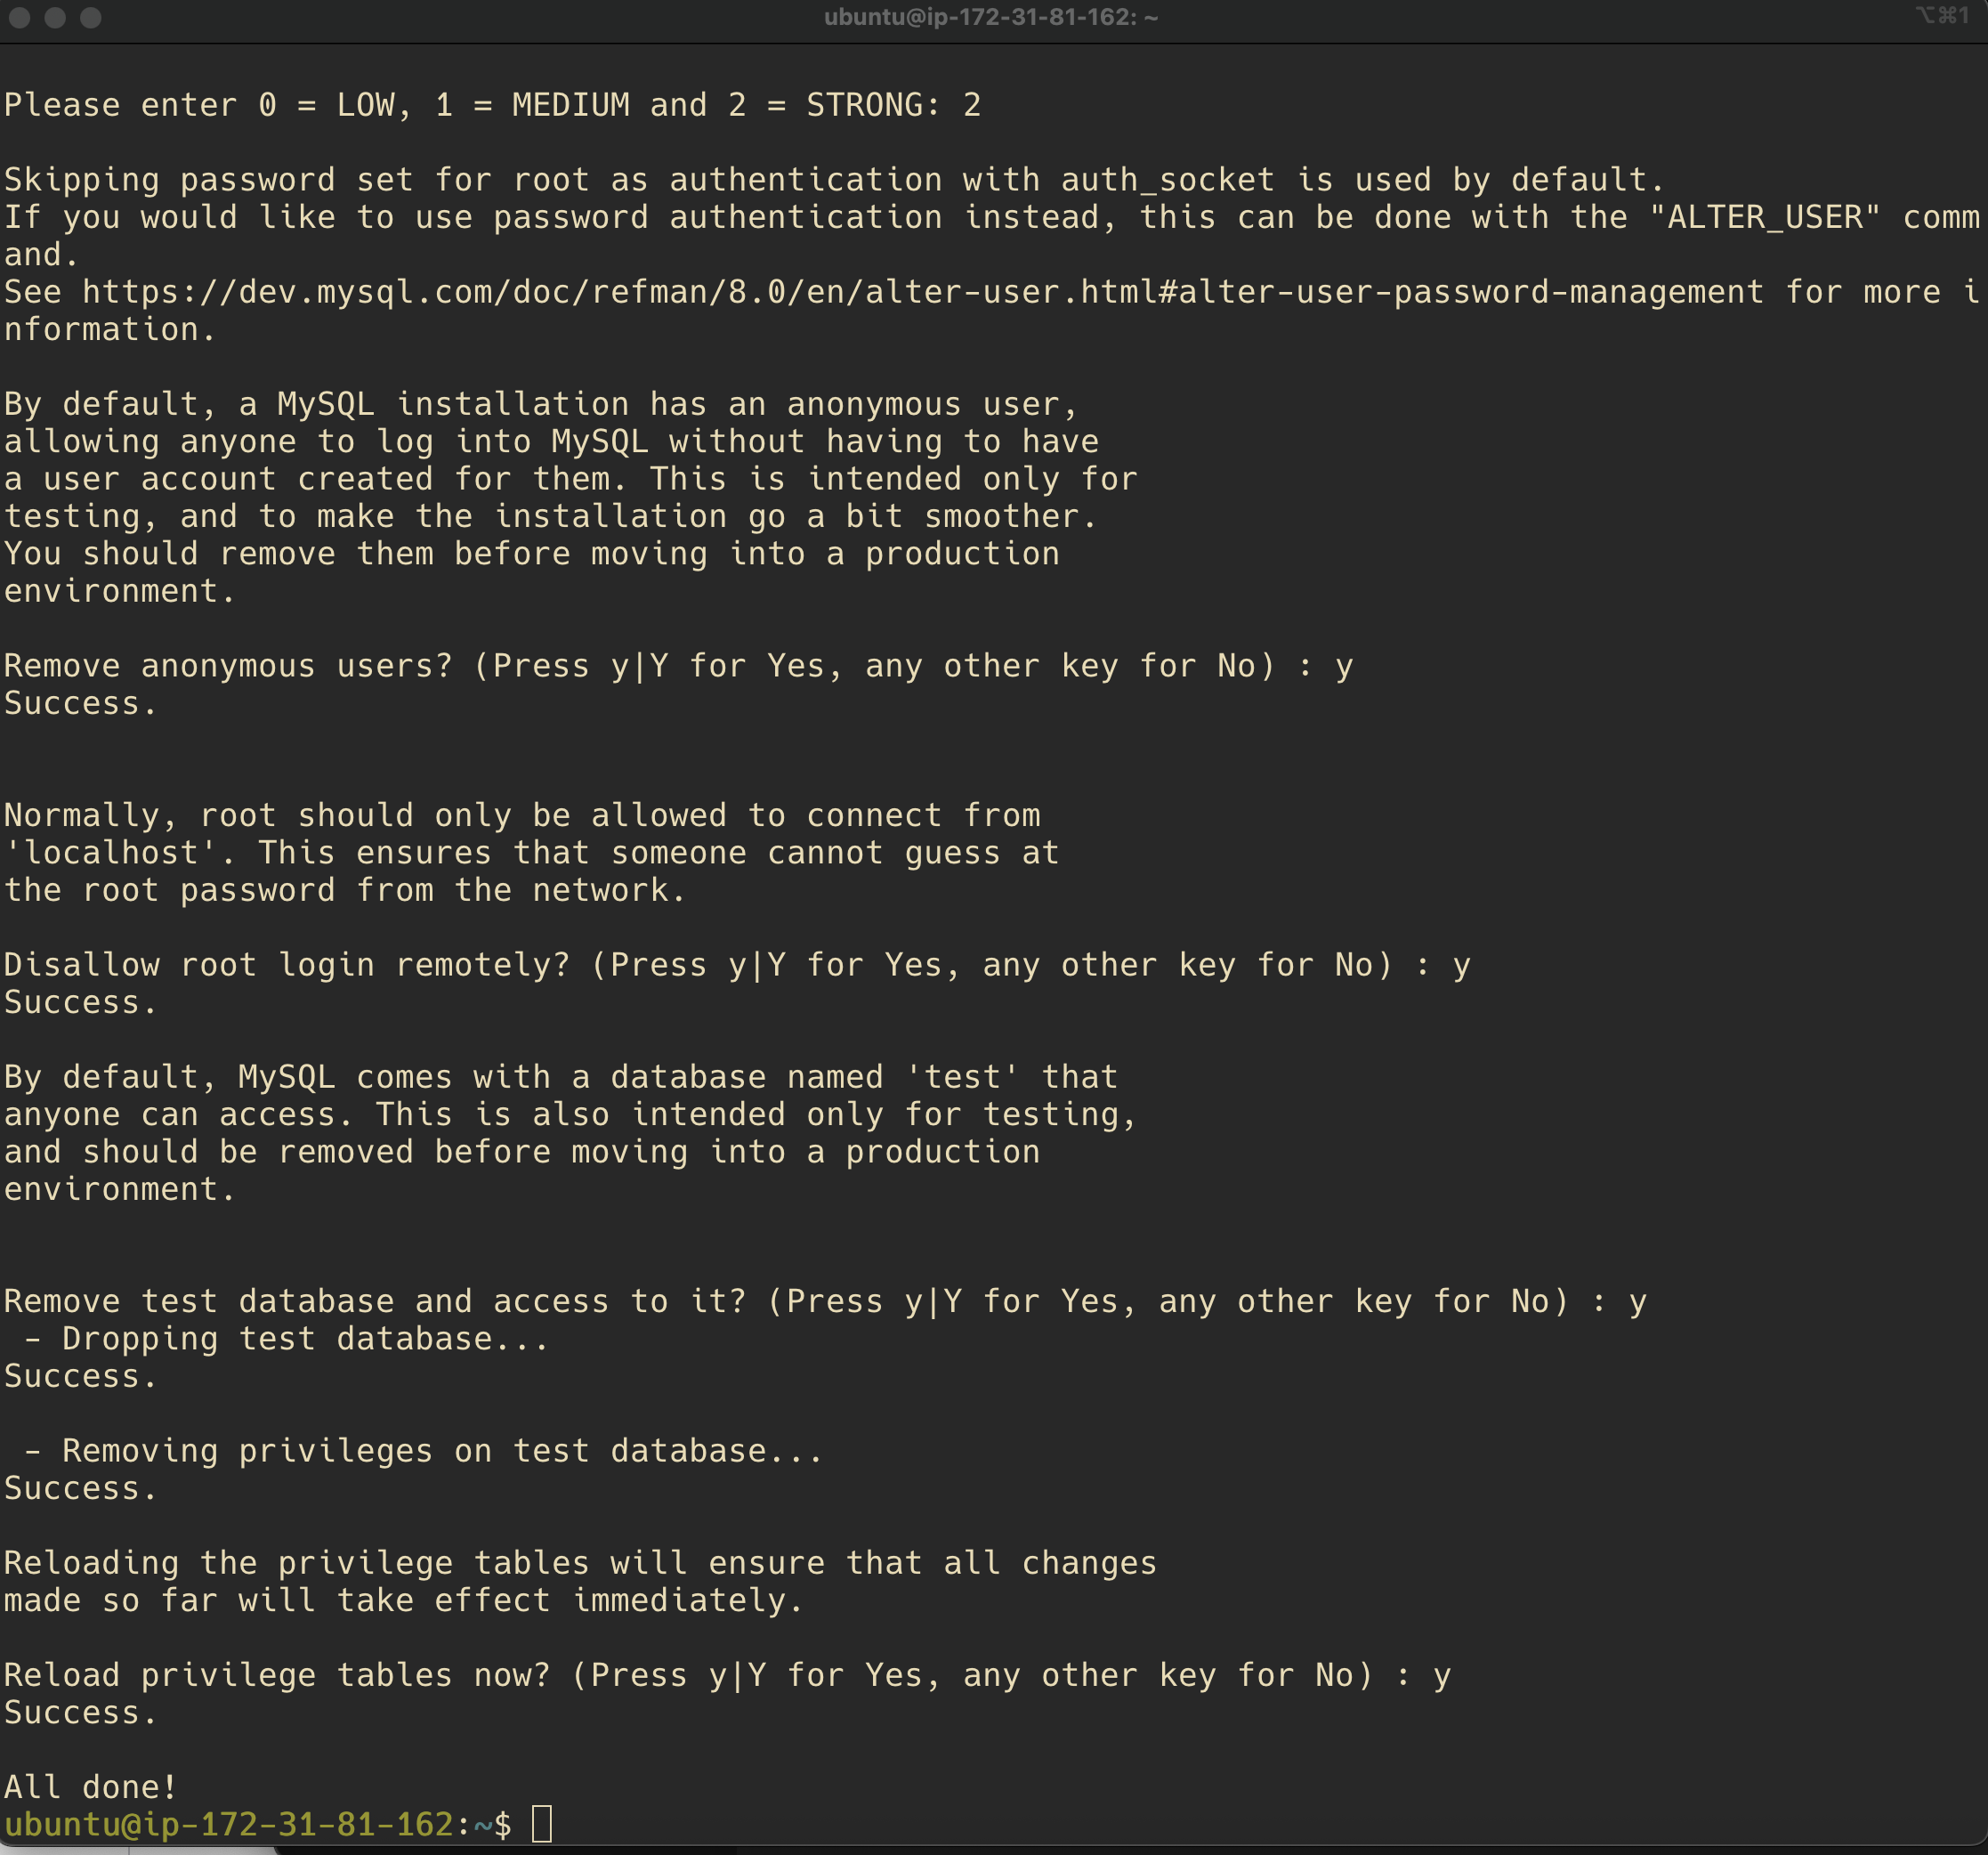 ubuntu@ip-172-31-81-162: ~
⌥⌘1
Please enter 0 = LOW, 1 = MEDIUM and 2 = STRONG: 2
Skipping password set for root as authentication with auth_socket is used by default.
If you would like to use password authentication instead, this can be done with the "ALTER_USER" comm
and.
See https://dev.mysql.com/doc/refman/8.0/en/alter-user.html#alter-user-password-management for more i
nformation.
By default, a MySQL installation has an anonymous user,
allowing anyone to log into MySQL without having to have
a user account created for them. This is intended only for
testing, and to make the installation go a bit smoother.
You should remove them before moving into a production
environment.
Remove anonymous users? (Press y|Y for Yes, any other key for No) : y
Success.
Normally, root should only be allowed to connect from
'localhost'. This ensures that someone cannot guess at
the root password from the network.
Disallow root login remotely? (Press y|Y for Yes, any other key for No) : y
Success.
By default, MySQL comes with a database named 'test' that
anyone can access. This is also intended only for testing,
and should be removed before moving into a production
environment.
Remove test database and access to it? (Press y|Y for Yes, any other key for No) : y
 - Dropping test database...
Success.
 - Removing privileges on test database...
Success.
Reloading the privilege tables will ensure that all changes
made so far will take effect immediately.
Reload privilege tables now? (Press y|Y for Yes, any other key for No) : y
Success.
All done!
ubuntu@ip-172-31-81-162:~$